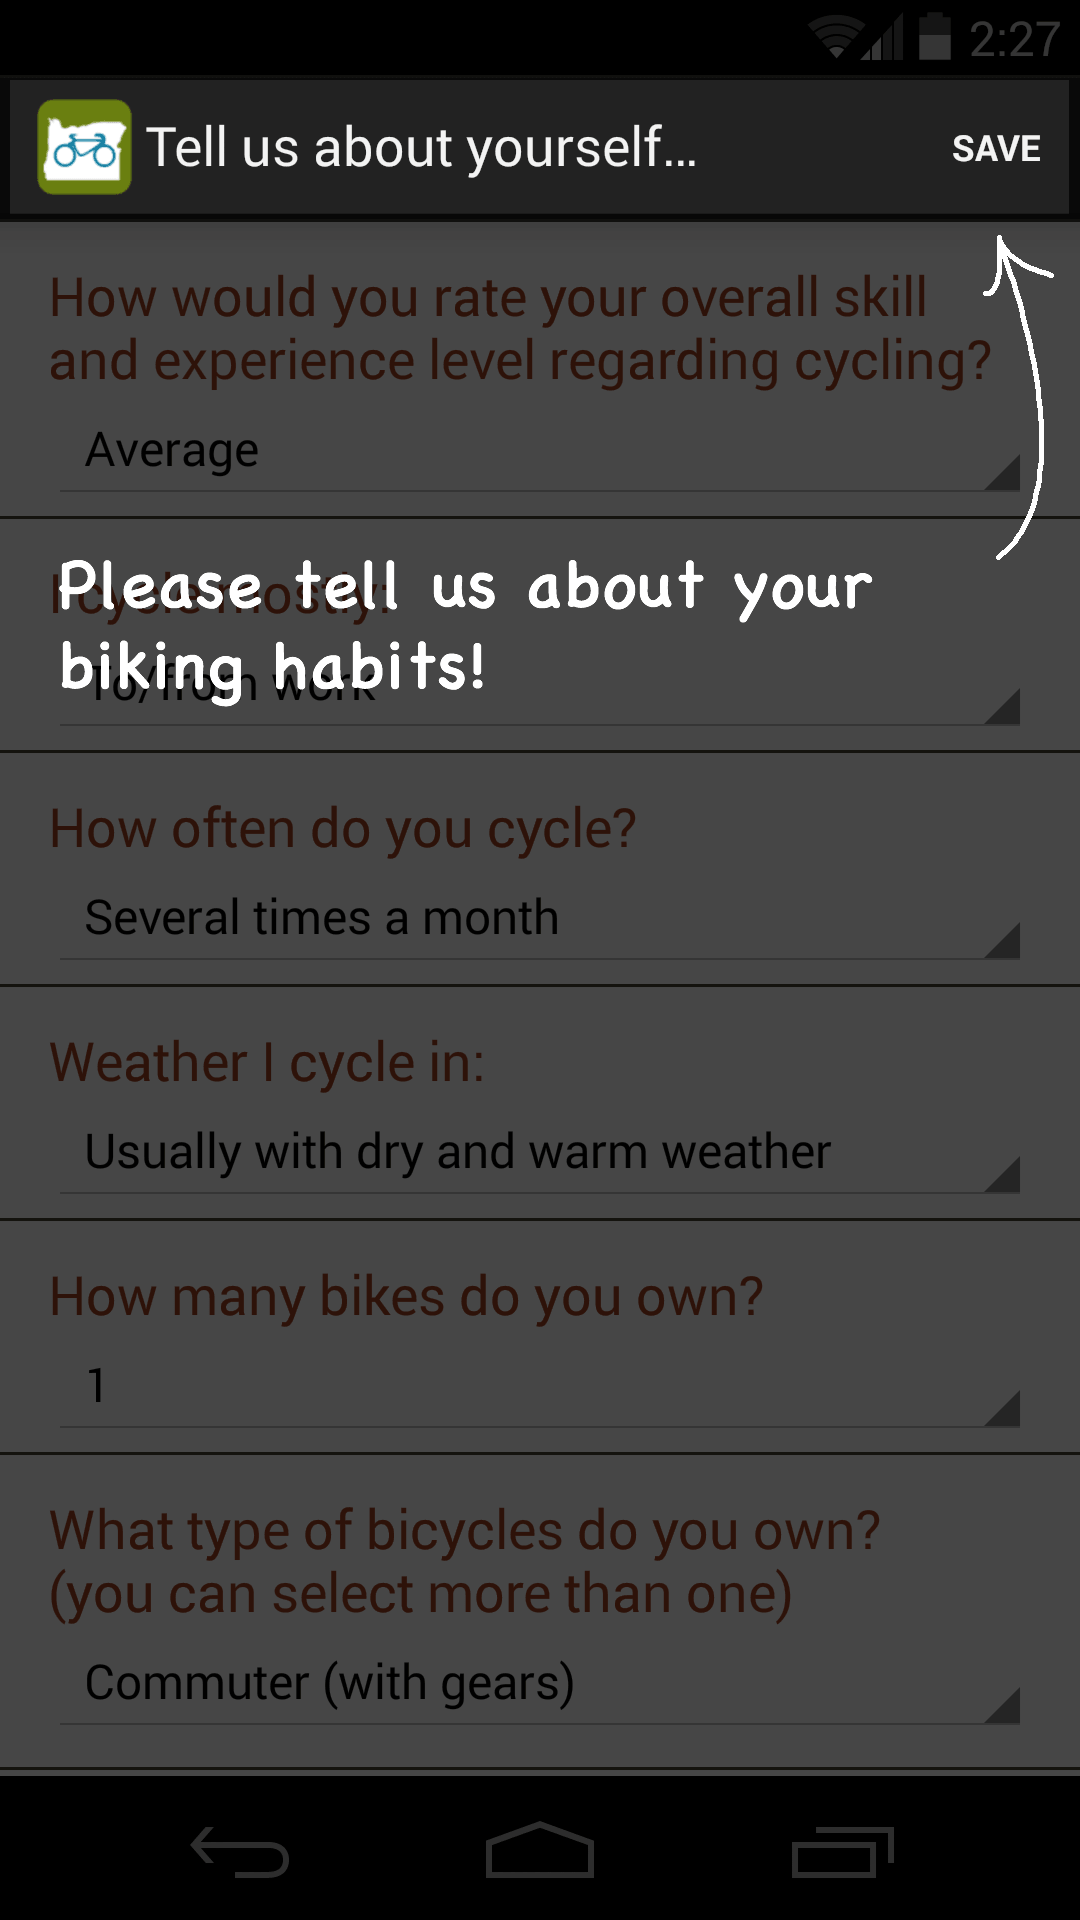 2:27
Tell us about yourself...
SAVE
How would you rate your overall skill
and experience level regarding cycling?
Average
I cycle mostly:
Please tell us about your
To/from work
biking habits!
How often do you cycle?
Several times a month
Weather I cycle in:
Usually with dry and warm weather
How many bikes do you own?
1
What type of bicycles do you own?
(you can select more than one)
Commuter (with gears)